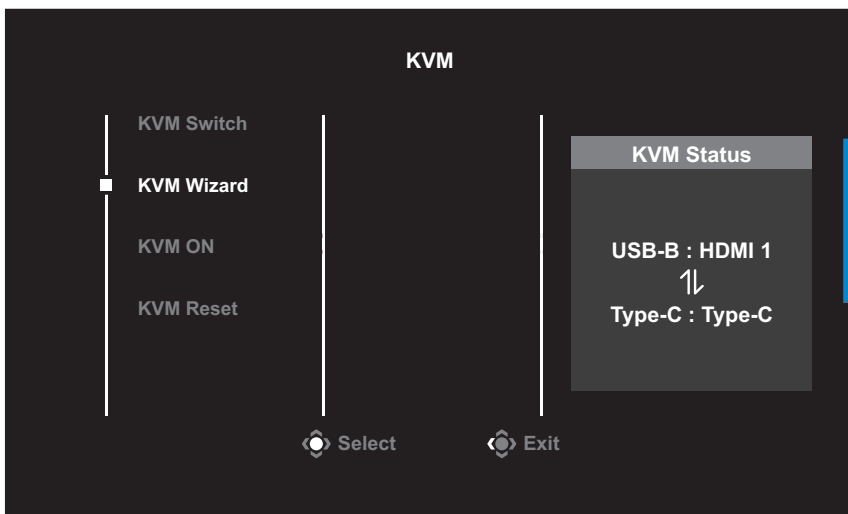 KVM
KVM Switch
KVM Wizard
KVM ON
KVM Reset
KVM Status
USB-B : HDMI 1
Type-C : Type-C
Select
Exit